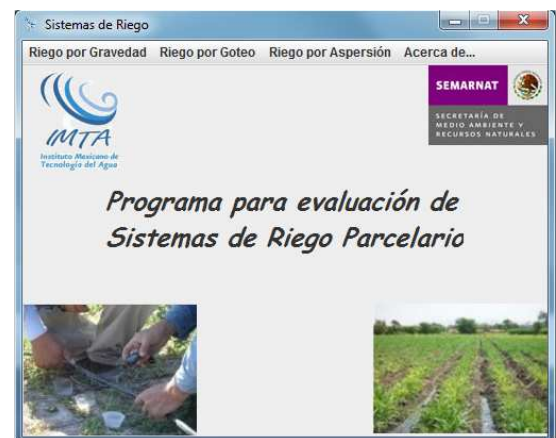 Sistemas de Riego
Riego por Gravedad Riego por Goteo Riego por Aspersión Acerca de...
IMTA
Instituto Mexicano de
Tecnología del Agua
SEMARNAT
SECRETARÍA DE
MEDIO AMBIENTE Y
RECURSOS NATURALES
Programa para evaluación de
Sistemas de Riego Parcelario